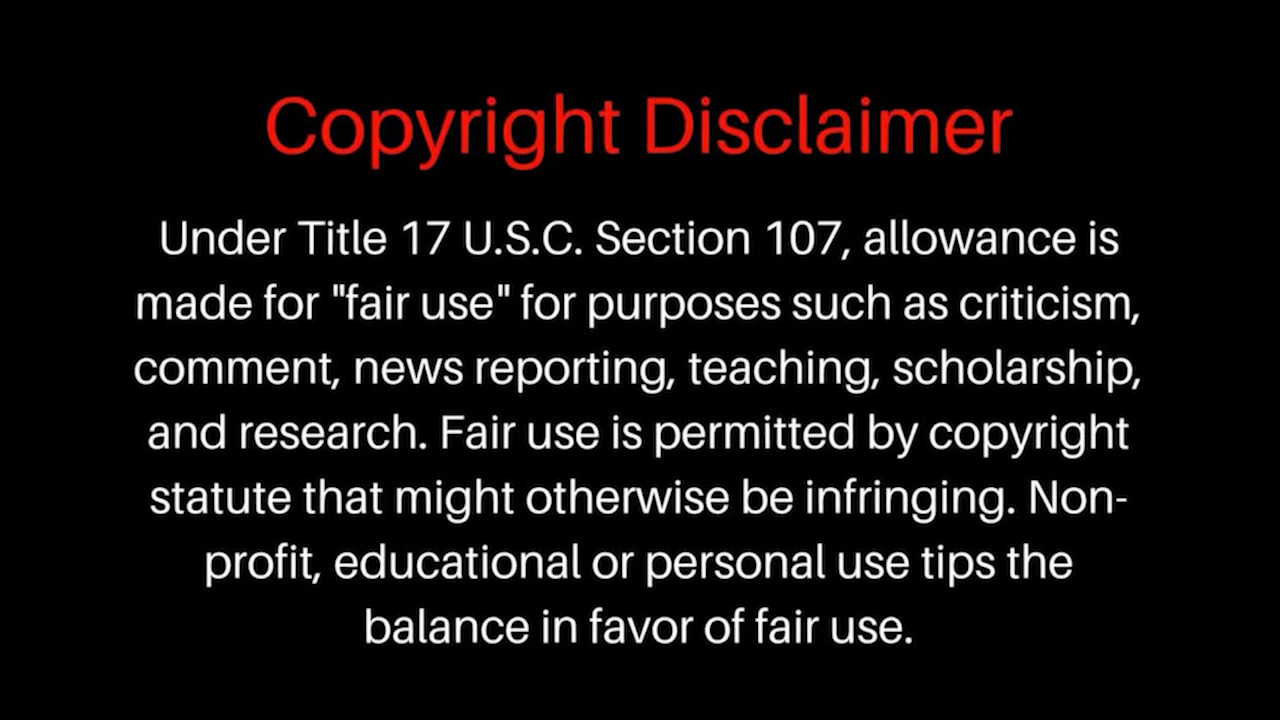 Copyright Disclaimer
Under Title 17 U.S.C. Section 107, allowance is
made for "fair use" for purposes such as criticism,
comment, news reporting, teaching, scholarship,
and research. Fair use is permitted by copyright
statute that might otherwise be infringing. Non-
profit, educational or personal use tips the
balance in favor of fair use.